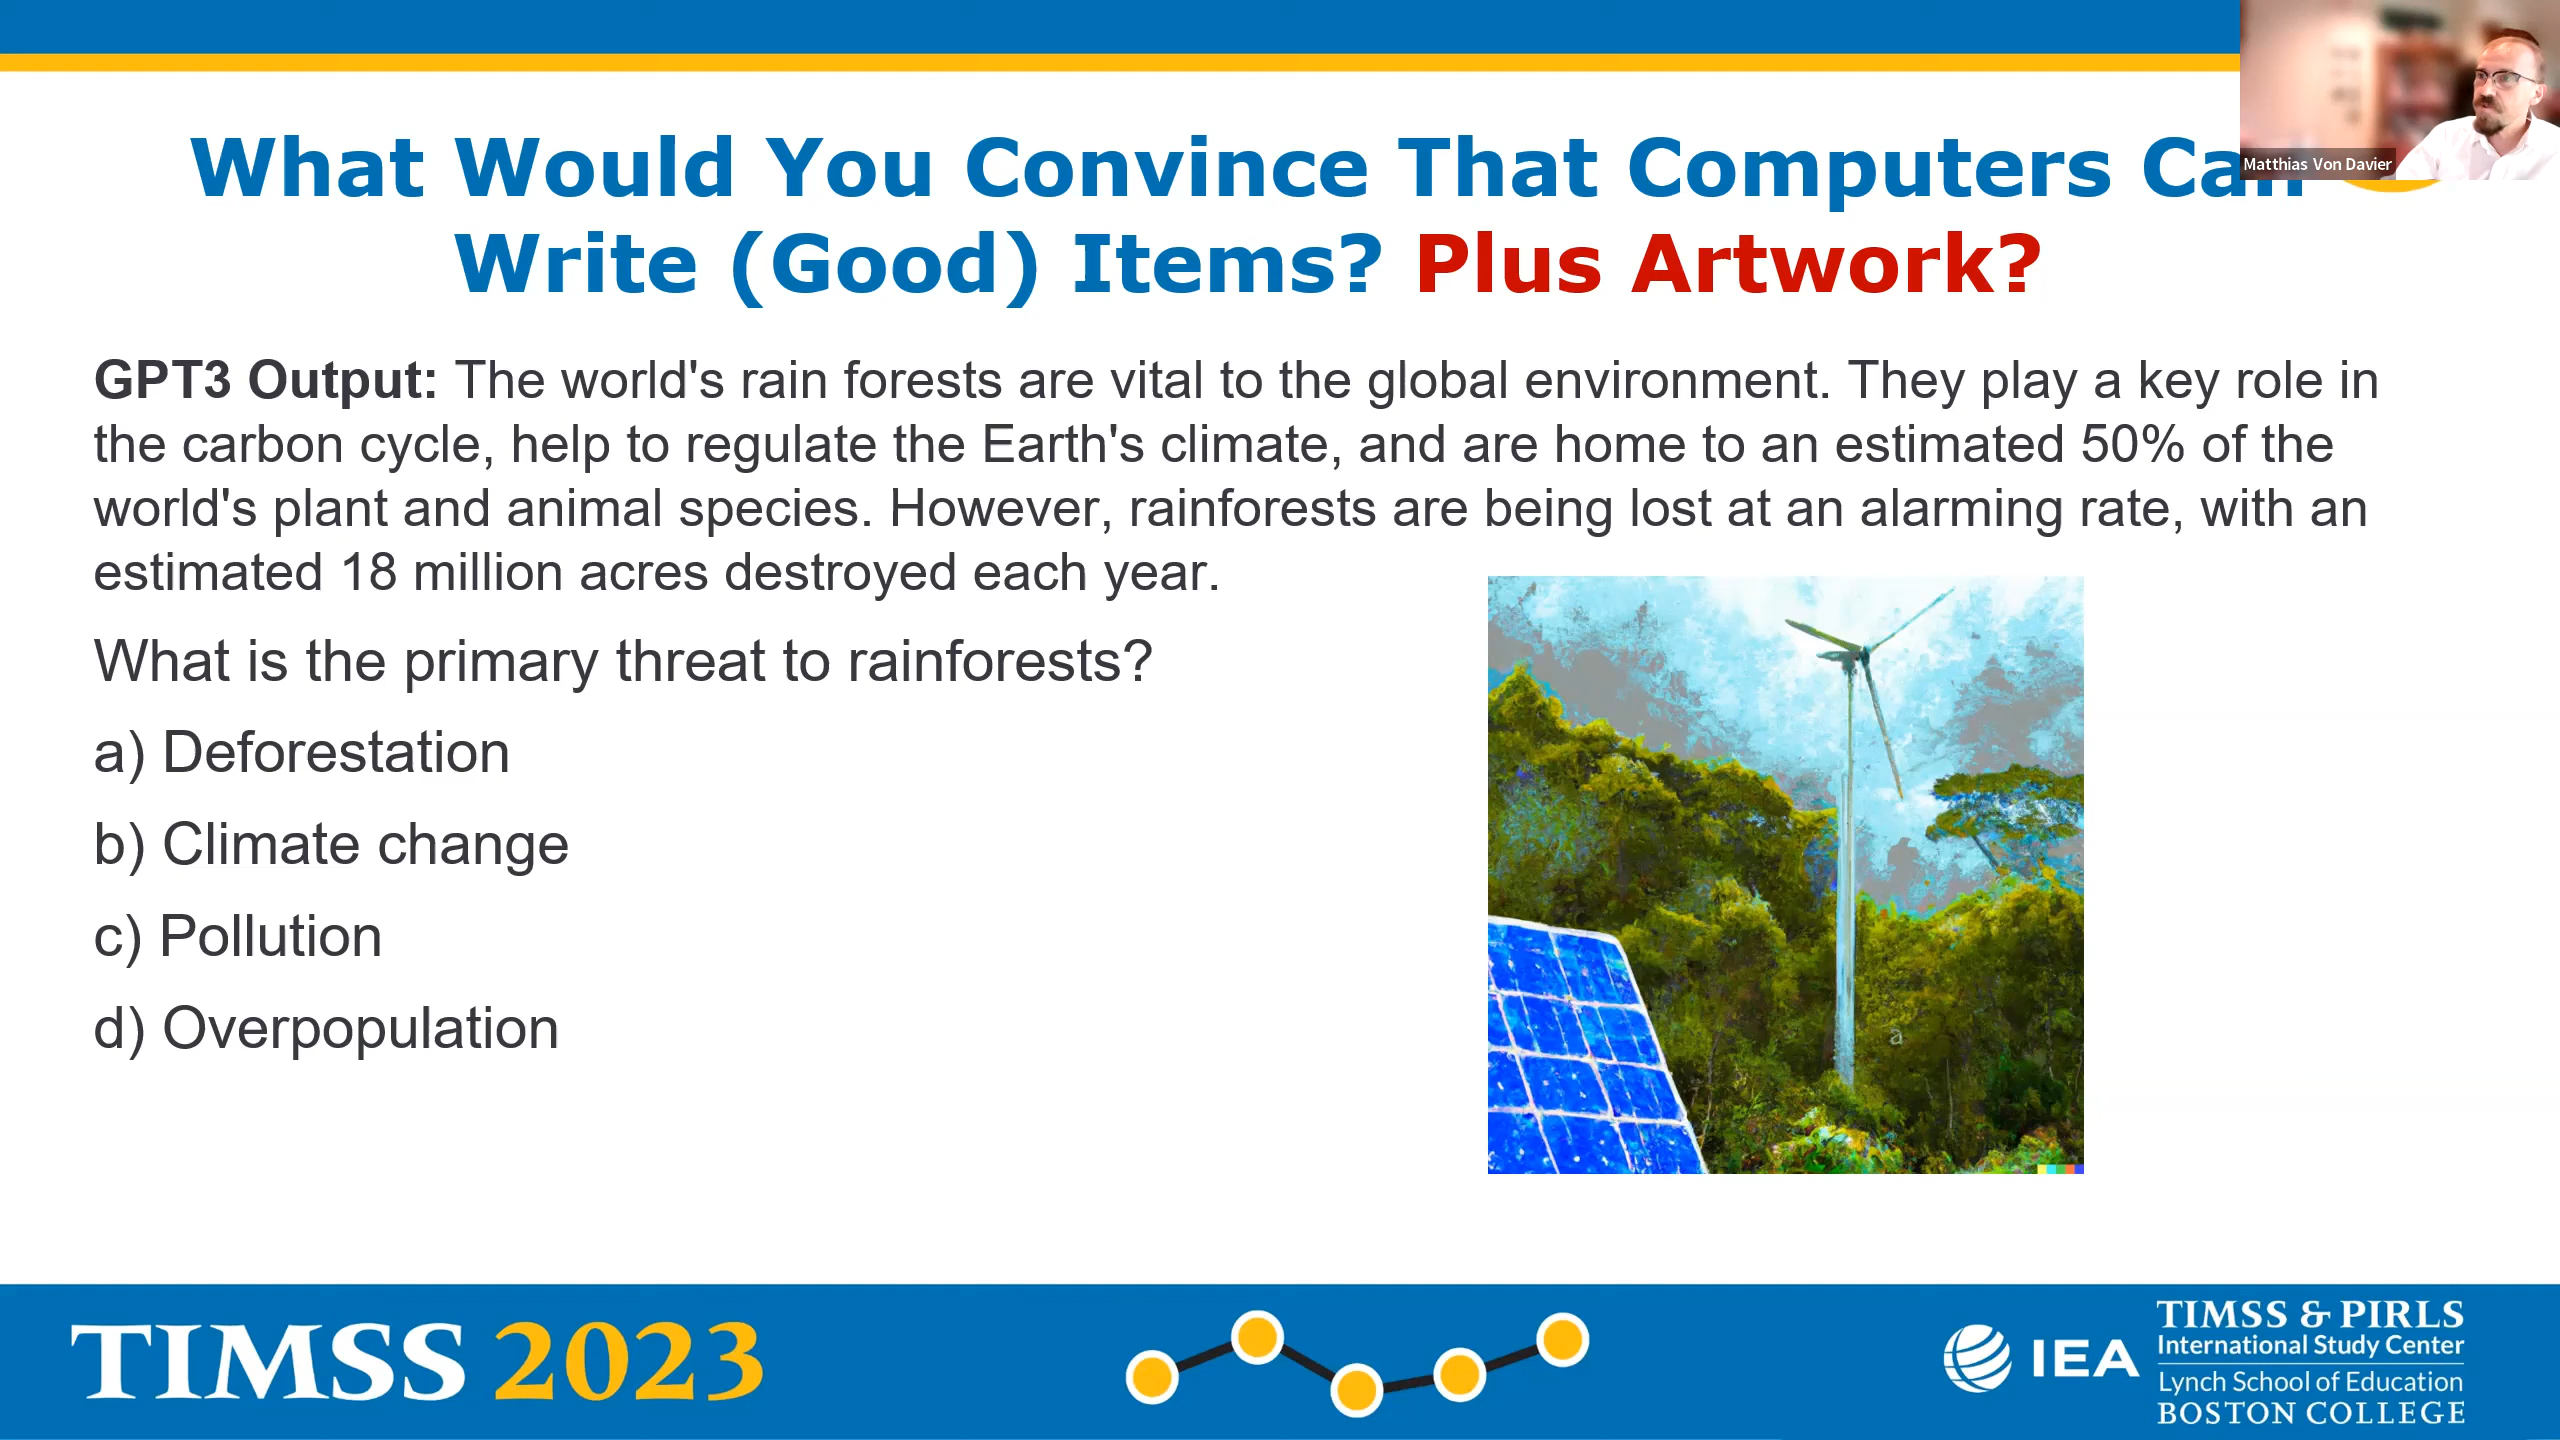 What Would You Convince That Computers Can
Write (Good) Items? Plus Artwork?
Matthias Von Davier
GPT3 Output: The world's rain forests are vital to the global environment. They play a key role in
the carbon cycle, help to regulate the Earth's climate, and are home to an estimated 50% of the
world's plant and animal species. However, rainforests are being lost at an alarming rate, with an
estimated 18 million acres destroyed each year.
What is the primary threat to rainforests?
a) Deforestation
b) Climate change
c) Pollution
d) Overpopulation
a
TIMSS 2023
IEA
TIMSS & PIRLS
International Study Center
Lynch School of Education
BOSTON COLLEGE